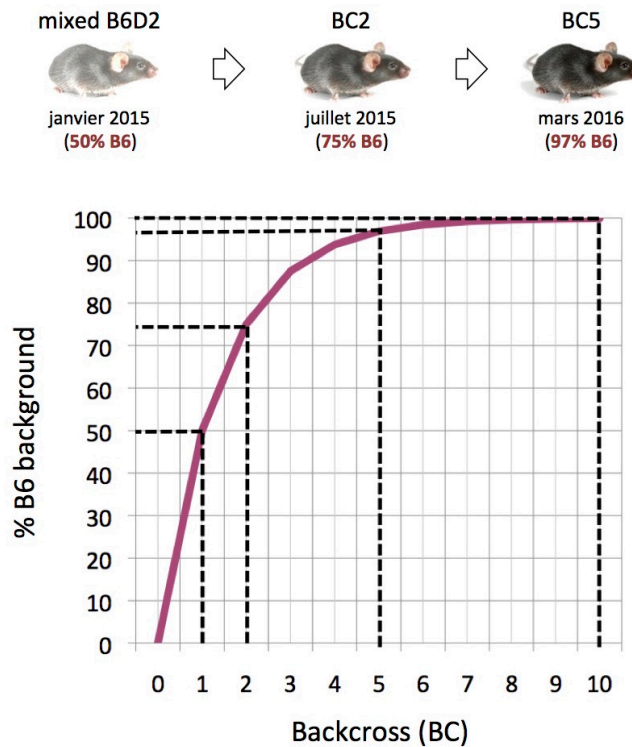 mixed B6D2
BC2
BC5
janvier 2015
(50% B6)
juillet 2015
(75% B6)
mars 2016
(97% B6)
% B6 background
100
90
80
70
60
50
40
30
20
10
0
0 1 2 3 4 5 6 7 8 9 10
Backcross (BC)